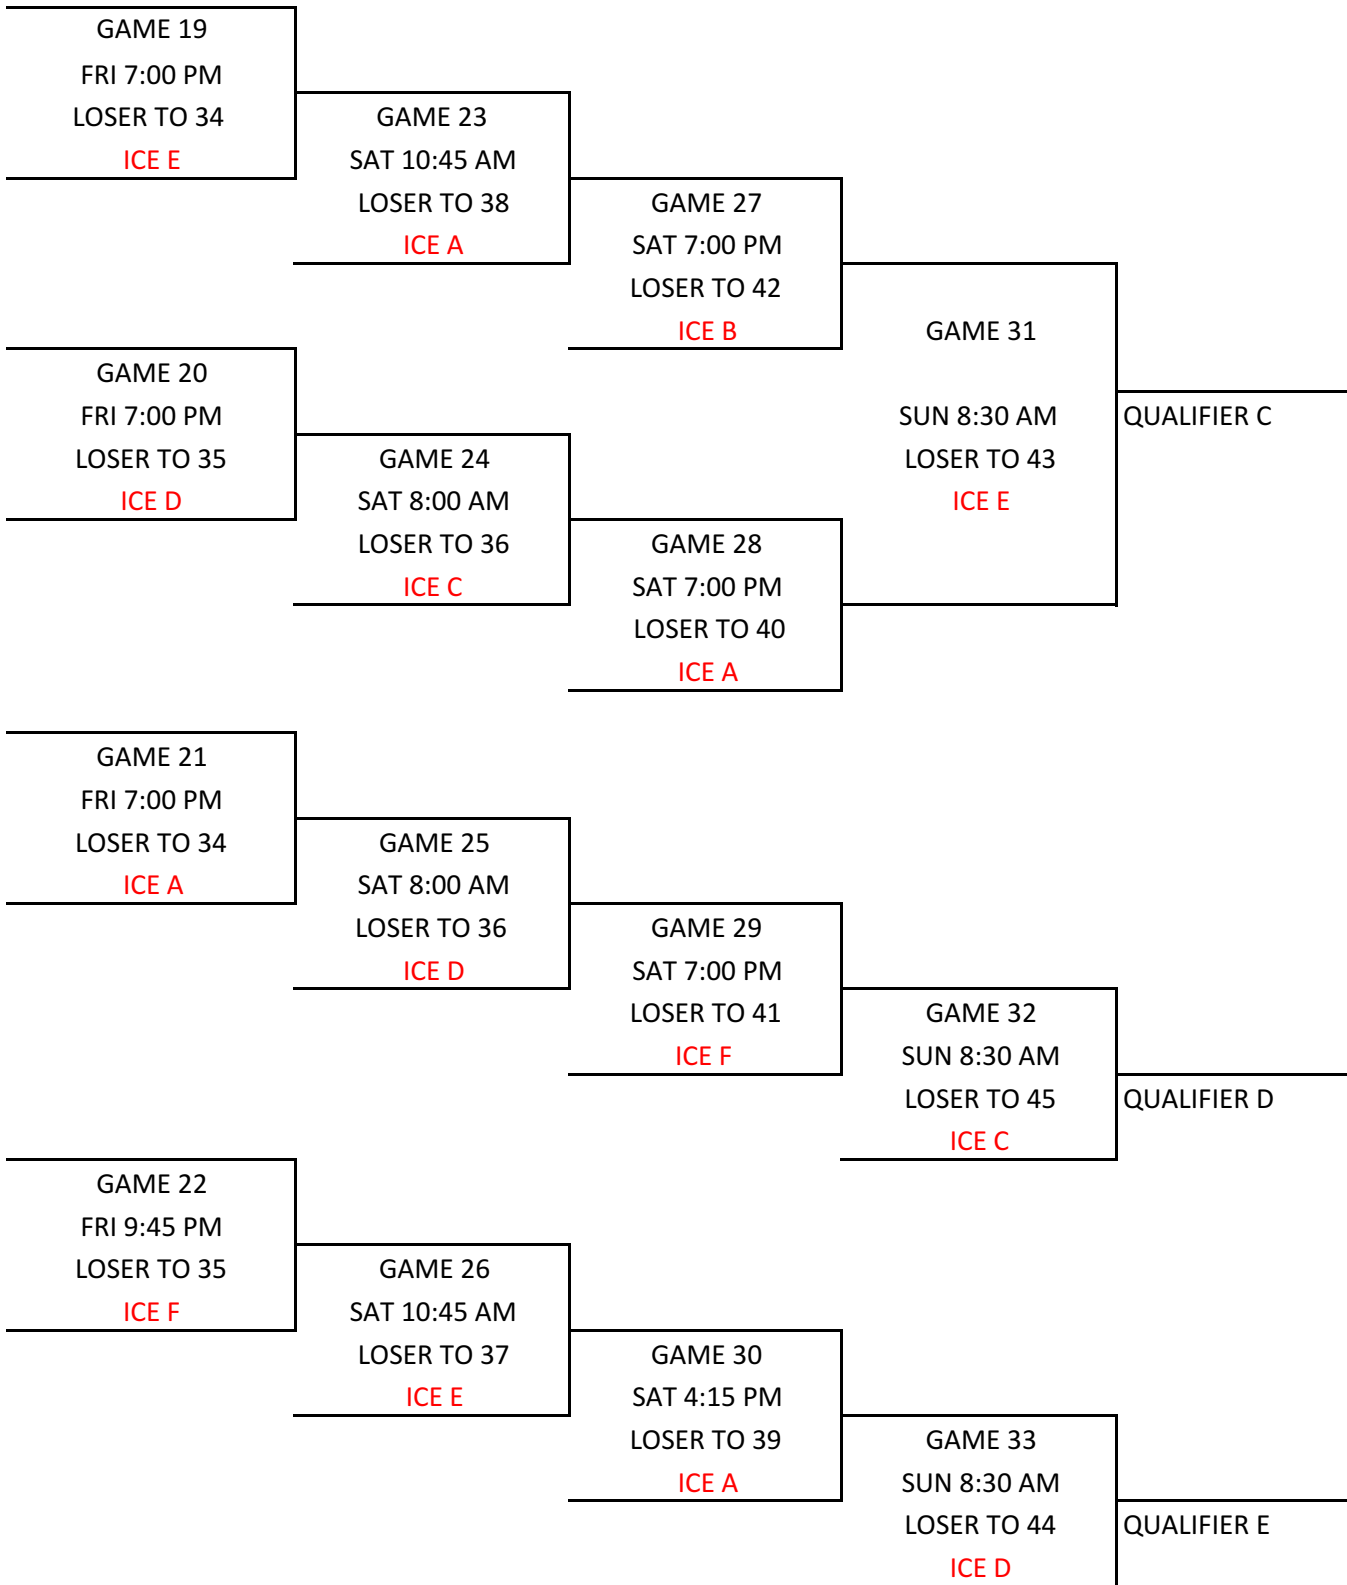 GAME 19
FRI 7:00 PM
LOSER TO 34
ICE E
GAME 23
SAT 10:45 AM
LOSER TO 38
ICE A
GAME 27
SAT 7:00 PM
LOSER TO 42
ICE B
GAME 31
SUN 8:30 AM
LOSER TO 43
ICE E
QUALIFIER C
GAME 20
FRI 7:00 PM
LOSER TO 35
ICE D
GAME 24
SAT 8:00 AM
LOSER TO 36
ICE C
GAME 28
SAT 7:00 PM
LOSER TO 40
ICE A
GAME 21
FRI 7:00 PM
LOSER TO 34
ICE A
GAME 25
SAT 8:00 AM
LOSER TO 36
ICE D
GAME 29
SAT 7:00 PM
LOSER TO 41
ICE F
GAME 32
SUN 8:30 AM
LOSER TO 45
ICE C
QUALIFIER D
GAME 22
FRI 9:45 PM
LOSER TO 35
ICE F
GAME 26
SAT 10:45 AM
LOSER TO 37
ICE E
GAME 30
SAT 4:15 PM
LOSER TO 39
ICE A
GAME 33
SUN 8:30 AM
LOSER TO 44
ICE D
QUALIFIER E